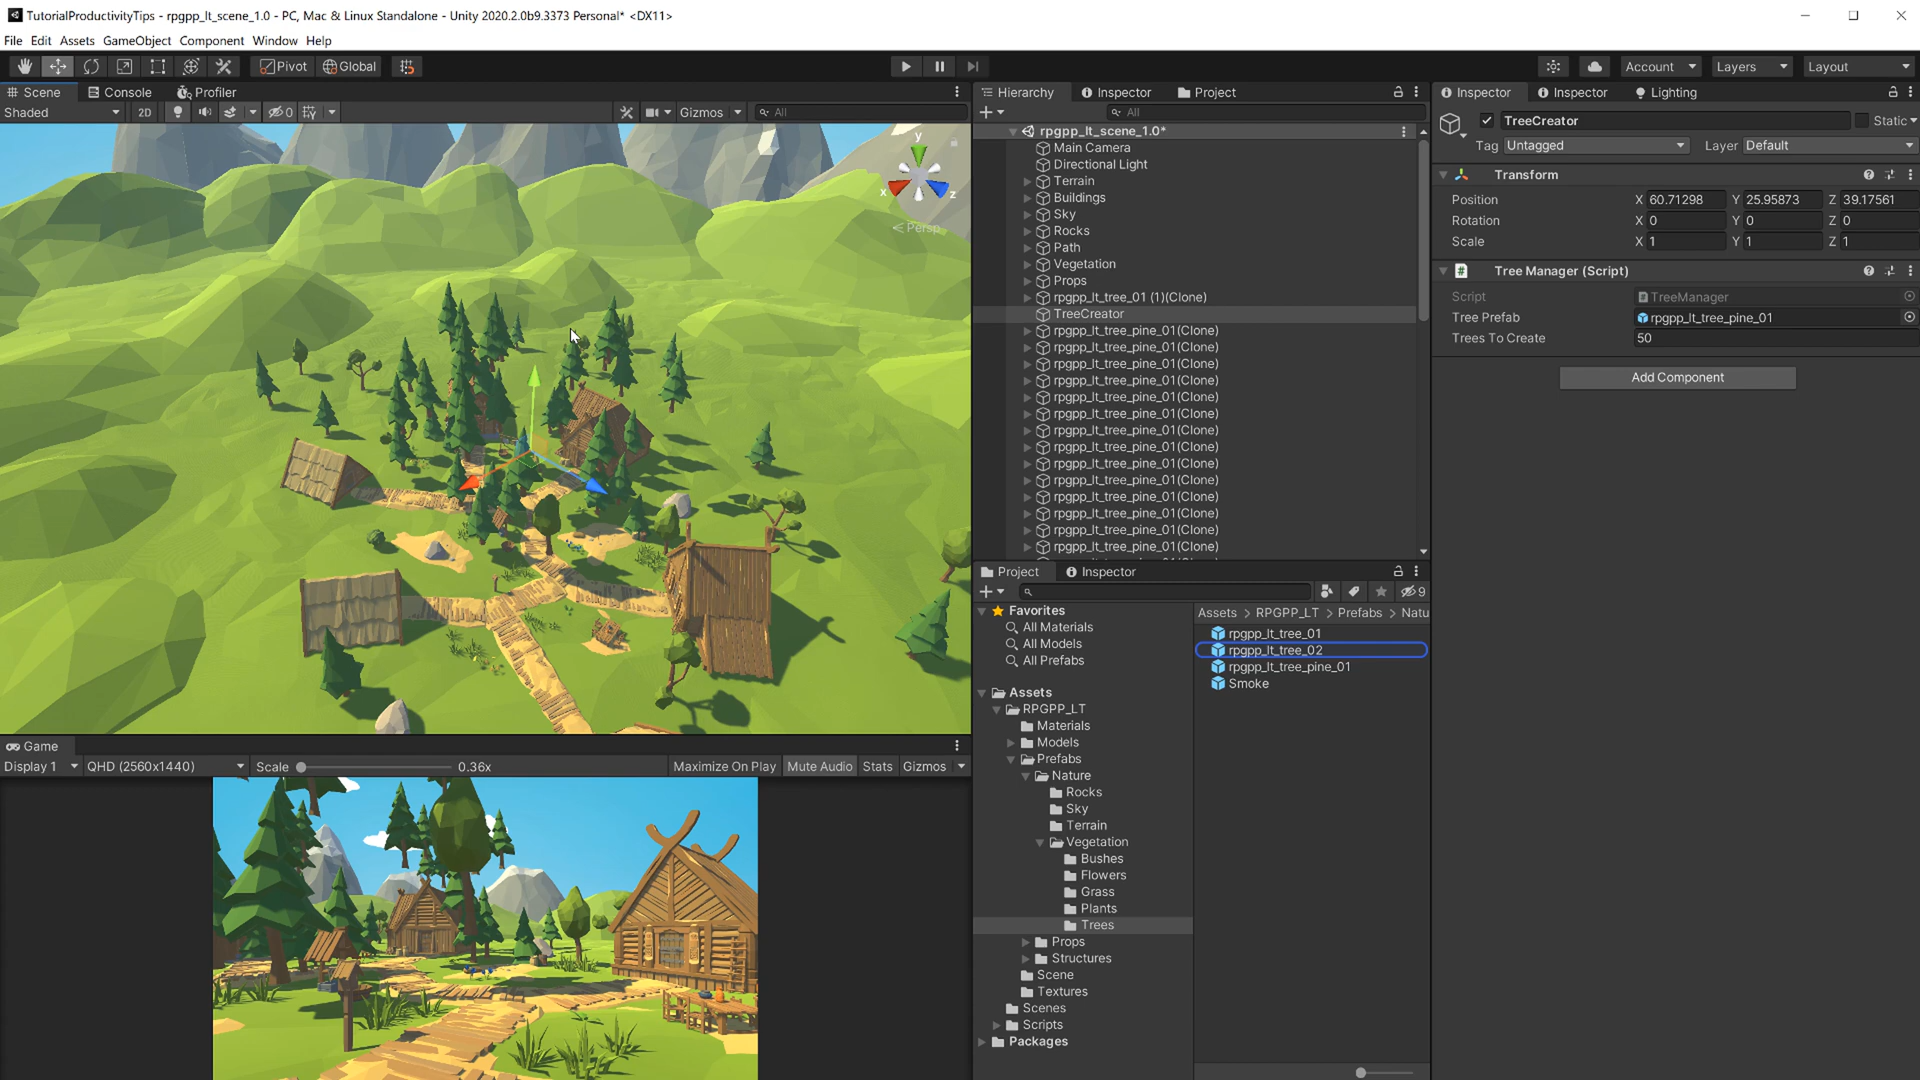 TutorialProductivityTips - rpgpp_lt_scene_1.0 - PC, Mac & Linux Standalone - Unity 2020.2.0b9.3373 Personal* <DX11>
File Edit Assets GameObject Component Window Help
Pivot Global Account Layers Layout
Scene Console Profiler
Shaded 2D 0 Gizmos All
y
x
z
Persp
Game
Display 1 QHD (2560x1440) Scale 0.36x Maximize On Play Mute Audio Stats Gizmos
Hierarchy Inspector Project
All
rpgpp_lt_scene_1.0*
Main Camera
Directional Light
Terrain
Buildings
Sky
Rocks
Path
Vegetation
Props
rpgpp_lt_tree_01 (1)(Clone)
TreeCreator
rpgpp_lt_tree_pine_01(Clone)
rpgpp_lt_tree_pine_01(Clone)
rpgpp_lt_tree_pine_01(Clone)
rpgpp_lt_tree_pine_01(Clone)
rpgpp_lt_tree_pine_01(Clone)
rpgpp_lt_tree_pine_01(Clone)
rpgpp_lt_tree_pine_01(Clone)
rpgpp_lt_tree_pine_01(Clone)
rpgpp_lt_tree_pine_01(Clone)
rpgpp_lt_tree_pine_01(Clone)
rpgpp_lt_tree_pine_01(Clone)
rpgpp_lt_tree_pine_01(Clone)
rpgpp_lt_tree_pine_01(Clone)
rpgpp_lt_tree_pine_01(Clone)
Project Inspector
9
Favorites
All Materials
All Models
All Prefabs
Assets
RPGPP_LT
Materials
Models
Prefabs
Nature
Rocks
Sky
Terrain
Vegetation
Bushes
Flowers
Grass
Plants
Trees
Props
Structures
Scene
Textures
Scenes
Scripts
Packages
Assets > RPGPP_LT > Prefabs > Natu
rpgpp_lt_tree_01
rpgpp_lt_tree_02
rpgpp_lt_tree_pine_01
Smoke
Inspector Inspector Lighting
TreeCreator Static
Tag Untagged Layer Default
Transform
Position X 60.71298 Y 25.95873 Z 39.17561
Rotation X 0 Y 0 Z 0
Scale X 1 Y 1 Z 1
# Tree Manager (Script)
Script TreeManager
Tree Prefab rpgpp_lt_tree_pine_01
Trees To Create 50
Add Component